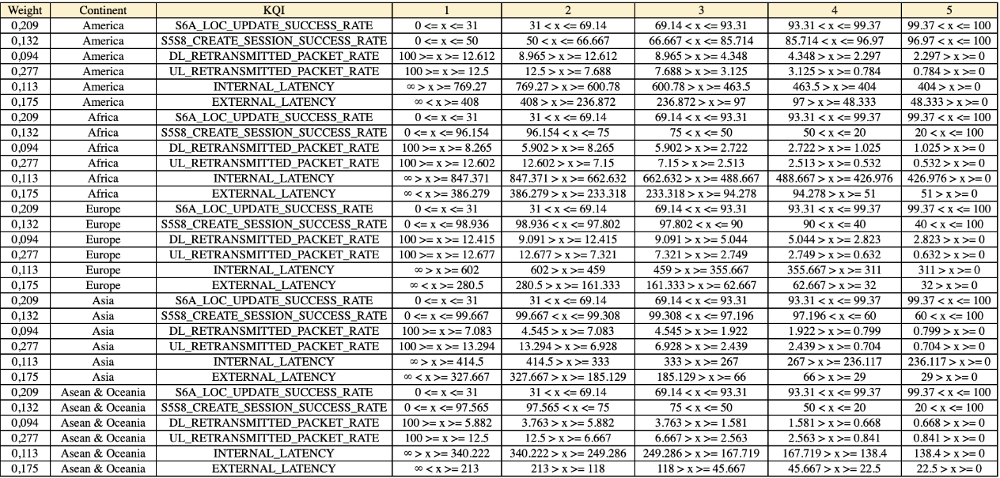 Weight Continent KQI 1 2 3 4 5
0,209 America S6A_LOC_UPDATE_SUCCESS_RATE 0 <= x <= 31 31 < x <= 69.14 69.14 < x <= 93.31 93.31 < x <= 99.37 99.37 < x <= 100
0,132 America S5S8_CREATE_SESSION_SUCCESS_RATE 0 <= x <= 50 50 < x <= 66.667 66.667 < x <= 85.714 85.714 < x <= 96.97 96.97 < x <= 100
0,094 America DL_RETRANSMITTED_PACKET_RATE 100 >= x >= 12.612 8.965 > x >= 12.612 8.965 > x >= 4.348 4.348 > x >= 2.297 2.297 > x >= 0
0,277 America UL_RETRANSMITTED_PACKET_RATE 100 >= x >= 12.5 12.5 > x >= 7.688 7.688 > x >= 3.125 3.125 > x >= 0.784 0.784 > x >= 0
0,113 America INTERNAL_LATENCY ∞ > x >= 769.27 769.27 > x >= 600.78 600.78 > x >= 463.5 463.5 > x >= 404 404 > x >= 0
0,175 America EXTERNAL_LATENCY ∞ < x >= 408 408 > x >= 236.872 236.872 > x >= 97 97 > x >= 48.333 48.333 > x >= 0
0,209 Africa S6A_LOC_UPDATE_SUCCESS_RATE 0 <= x <= 31 31 < x <= 69.14 69.14 < x <= 93.31 93.31 < x <= 99.37 99.37 < x <= 100
0,132 Africa S5S8_CREATE_SESSION_SUCCESS_RATE 0 <= x <= 96.154 96.154 < x <= 75 75 < x <= 50 50 < x <= 20 20 < x <= 100
0,094 Africa DL_RETRANSMITTED_PACKET_RATE 100 >= x >= 8.265 5.902 > x >= 8.265 5.902 > x >= 2.722 2.722 > x >= 1.025 1.025 > x >= 0
0,277 Africa UL_RETRANSMITTED_PACKET_RATE 100 >= x >= 12.602 12.602 > x >= 7.15 7.15 > x >= 2.513 2.513 > x >= 0.532 0.532 > x >= 0
0,113 Africa INTERNAL_LATENCY ∞ > x >= 847.371 847.371 > x >= 662.632 662.632 > x >= 488.667 488.667 > x >= 426.976 426.976 > x >= 0
0,175 Africa EXTERNAL_LATENCY ∞ < x >= 386.279 386.279 > x >= 233.318 233.318 > x >= 94.278 94.278 > x >= 51 51 > x >= 0
0,209 Europe S6A_LOC_UPDATE_SUCCESS_RATE 0 <= x <= 31 31 < x <= 69.14 69.14 < x <= 93.31 93.31 < x <= 99.37 99.37 < x <= 100
0,132 Europe S5S8_CREATE_SESSION_SUCCESS_RATE 0 <= x <= 98.936 98.936 < x <= 97.802 97.802 < x <= 90 90 < x <= 40 40 < x <= 100
0,094 Europe DL_RETRANSMITTED_PACKET_RATE 100 >= x >= 12.415 9.091 > x >= 12.415 9.091 > x >= 5.044 5.044 > x >= 2.823 2.823 > x >= 0
0,277 Europe UL_RETRANSMITTED_PACKET_RATE 100 >= x >= 12.677 12.677 > x >= 7.321 7.321 > x >= 2.749 2.749 > x >= 0.632 0.632 > x >= 0
0,113 Europe INTERNAL_LATENCY ∞ > x >= 602 602 > x >= 459 459 > x >= 355.667 355.667 > x >= 311 311 > x >= 0
0,175 Europe EXTERNAL_LATENCY ∞ < x >= 280.5 280.5 > x >= 161.333 161.333 > x >= 62.667 62.667 > x >= 32 32 > x >= 0
0,209 Asia S6A_LOC_UPDATE_SUCCESS_RATE 0 <= x <= 31 31 < x <= 69.14 69.14 < x <= 93.31 93.31 < x <= 99.37 99.37 < x <= 100
0,132 Asia S5S8_CREATE_SESSION_SUCCESS_RATE 0 <= x <= 99.667 99.667 < x <= 99.308 99.308 < x <= 97.196 97.196 < x <= 60 60 < x <= 100
0,094 Asia DL_RETRANSMITTED_PACKET_RATE 100 >= x >= 7.083 4.545 > x >= 7.083 4.545 > x >= 1.922 1.922 > x >= 0.799 0.799 > x >= 0
0,277 Asia UL_RETRANSMITTED_PACKET_RATE 100 >= x >= 13.294 13.294 > x >= 6.928 6.928 > x >= 2.439 2.439 > x >= 0.704 0.704 > x >= 0
0,113 Asia INTERNAL_LATENCY ∞ > x >= 414.5 414.5 > x >= 333 333 > x >= 267 267 > x >= 236.117 236.117 > x >= 0
0,175 Asia EXTERNAL_LATENCY ∞ < x >= 327.667 327.667 > x >= 185.129 185.129 > x >= 66 66 > x >= 29 29 > x >= 0
0,209 Asean & Oceania S6A_LOC_UPDATE_SUCCESS_RATE 0 <= x <= 31 31 < x <= 69.14 69.14 < x <= 93.31 93.31 < x <= 99.37 99.37 < x <= 100
0,132 Asean & Oceania S5S8_CREATE_SESSION_SUCCESS_RATE 0 <= x <= 97.565 97.565 < x <= 75 75 < x <= 50 50 < x <= 20 20 < x <= 100
0,094 Asean & Oceania DL_RETRANSMITTED_PACKET_RATE 100 >= x >= 5.882 3.763 > x >= 5.882 3.763 > x >= 1.581 1.581 > x >= 0.668 0.668 > x >= 0
0,277 Asean & Oceania UL_RETRANSMITTED_PACKET_RATE 100 >= x >= 12.5 12.5 > x >= 6.667 6.667 > x >= 2.563 2.563 > x >= 0.841 0.841 > x >= 0
0,113 Asean & Oceania INTERNAL_LATENCY ∞ > x >= 340.222 340.222 > x >= 249.286 249.286 > x >= 167.719 167.719 > x >= 138.4 138.4 > x >= 0
0,175 Asean & Oceania EXTERNAL_LATENCY ∞ < x >= 213 213 > x >= 118 118 > x >= 45.667 45.667 > x >= 22.5 22.5 > x >= 0